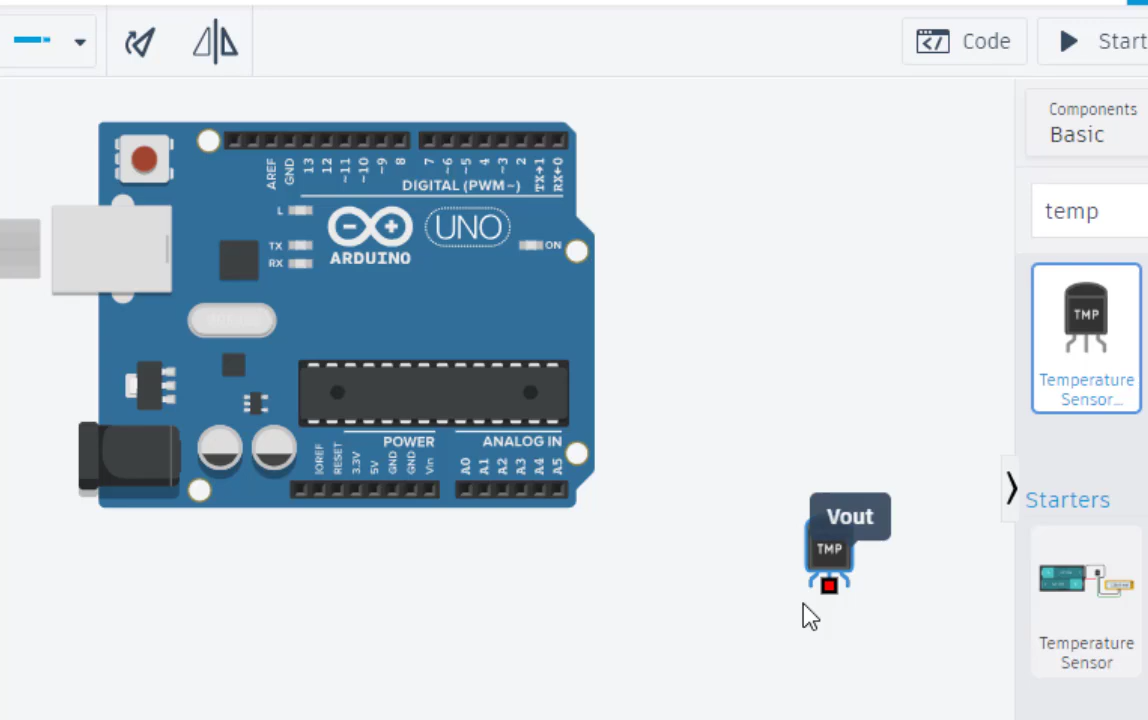 Code
Start
AREF
GND
13
12
~11
~10
~9
8
7
~6
~5
4
~3
2
TX→1
RX←0
DIGITAL (PWM~)
L
TX
RX
ARDUINO
UNO
ON
POWER
ANALOG IN
IOREF
RESET
3.3V
5V
GND
GND
Vin
A0
A1
A2
A3
A4
A5
Vout
TMP
Components
Basic
temp
TMP
Temperature
Sensor...
Starters
Temperature
Sensor